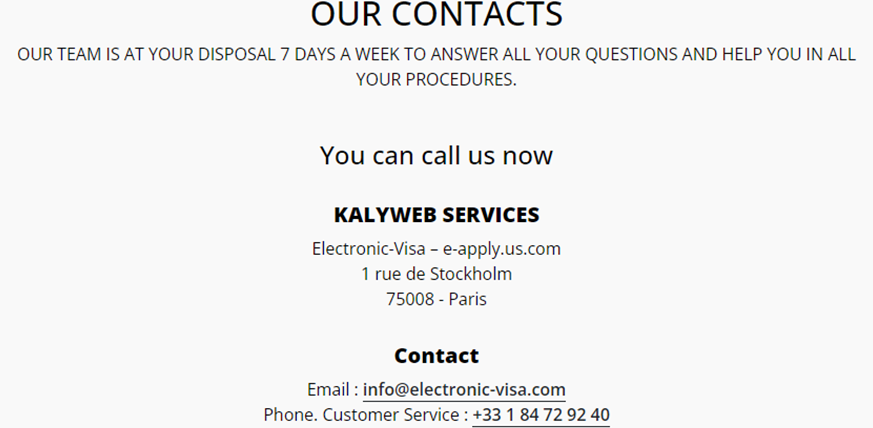 OUR CONTACTS
OUR TEAM IS AT YOUR DISPOSAL 7 DAYS A WEEK TO ANSWER ALL YOUR QUESTIONS AND HELP YOU IN ALL
YOUR PROCEDURES.
You can call us now
KALYWEB SERVICES
Electronic-Visa – e-apply.us.com
1 rue de Stockholm
75008 - Paris
Contact
Email : info@electronic-visa.com
Phone. Customer Service : +33 1 84 72 92 40